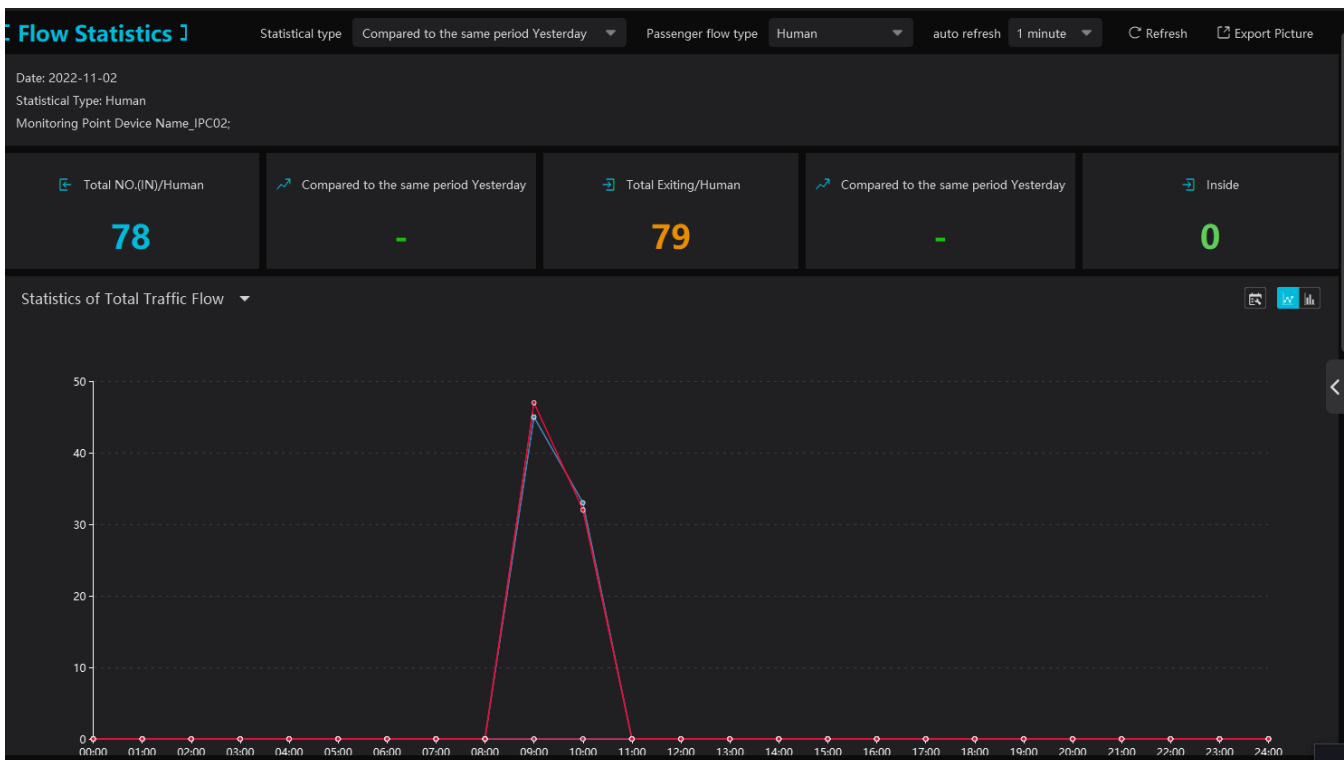 [ Flow Statistics ]
Statistical type Compared to the same period Yesterday Passenger flow type Human auto refresh 1 minute Refresh Export Picture
Date: 2022-11-02
Statistical Type: Human
Monitoring Point Device Name_IPC02;
Total NO.(IN)/Human
78
Compared to the same period Yesterday
-
Total Exiting/Human
79
Compared to the same period Yesterday
-
Inside
0
Statistics of Total Traffic Flow
50
40
30
20
10
0
00:00 01:00 02:00 03:00 04:00 05:00 06:00 07:00 08:00 09:00 10:00 11:00 12:00 13:00 14:00 15:00 16:00 17:00 18:00 19:00 20:00 21:00 22:00 23:00 24:00